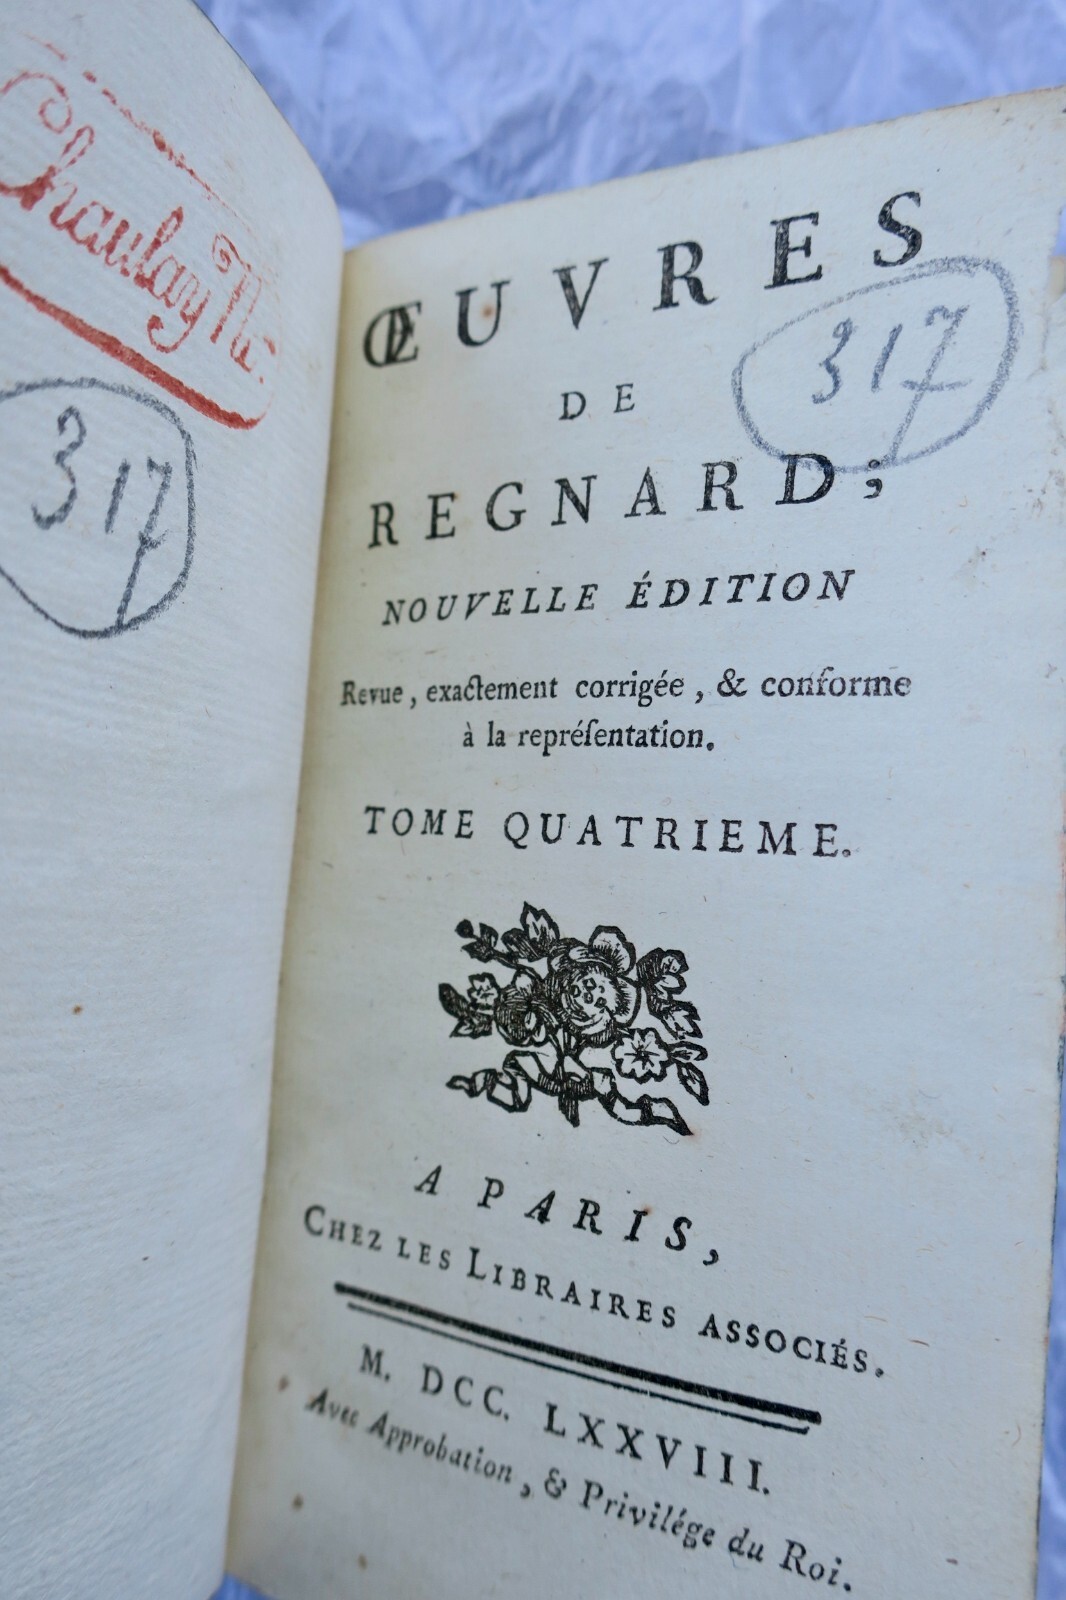 Chaulay Nc.
317
ŒUVRES
317
DE
REGNARD;
NOUVELLE ÉDITION
Revue, exactement corrigée, & conforme
à la repréſentation.
TOME QUATRIEME.
A PARIS,
CHEZ LES LIBRAIRES ASSOCIÉS.
M. DCC. LXXVIII.
Avec Approbation, & Privilége du Roi.